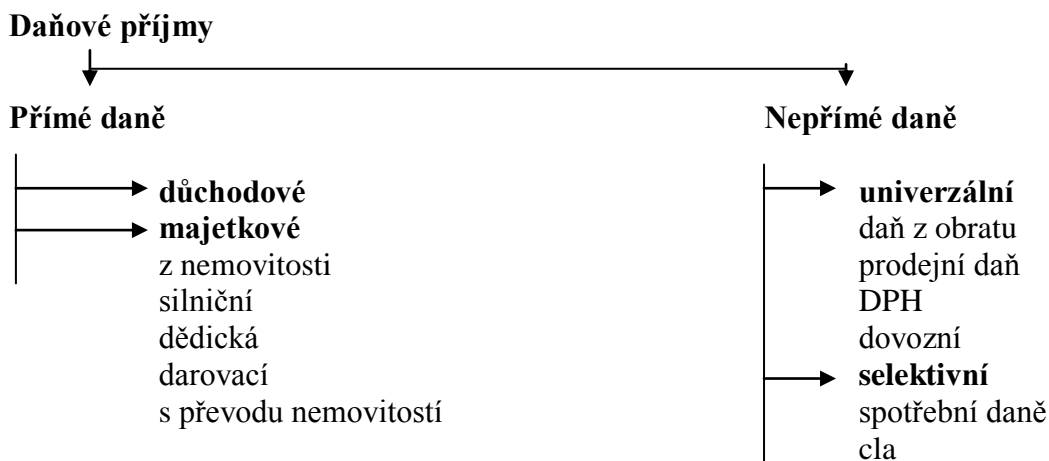 Daňové příjmy
Přímé daně
Nepřímé daně
důchodové
majetkové
z nemovitosti
silniční
dědická
darovací
s převodu nemovitostí
univerzální
daň z obratu
prodejní daň
DPH
dovozní
selektivní
spotřební daně
cla